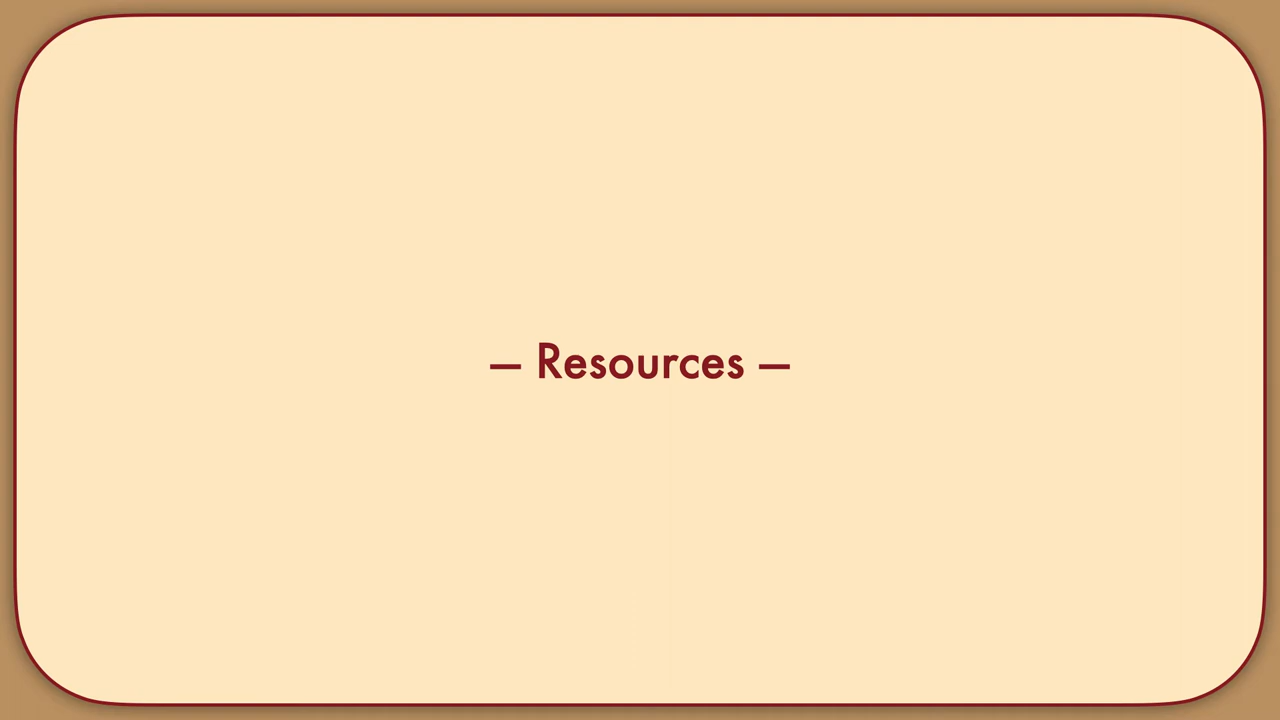 — Resources —